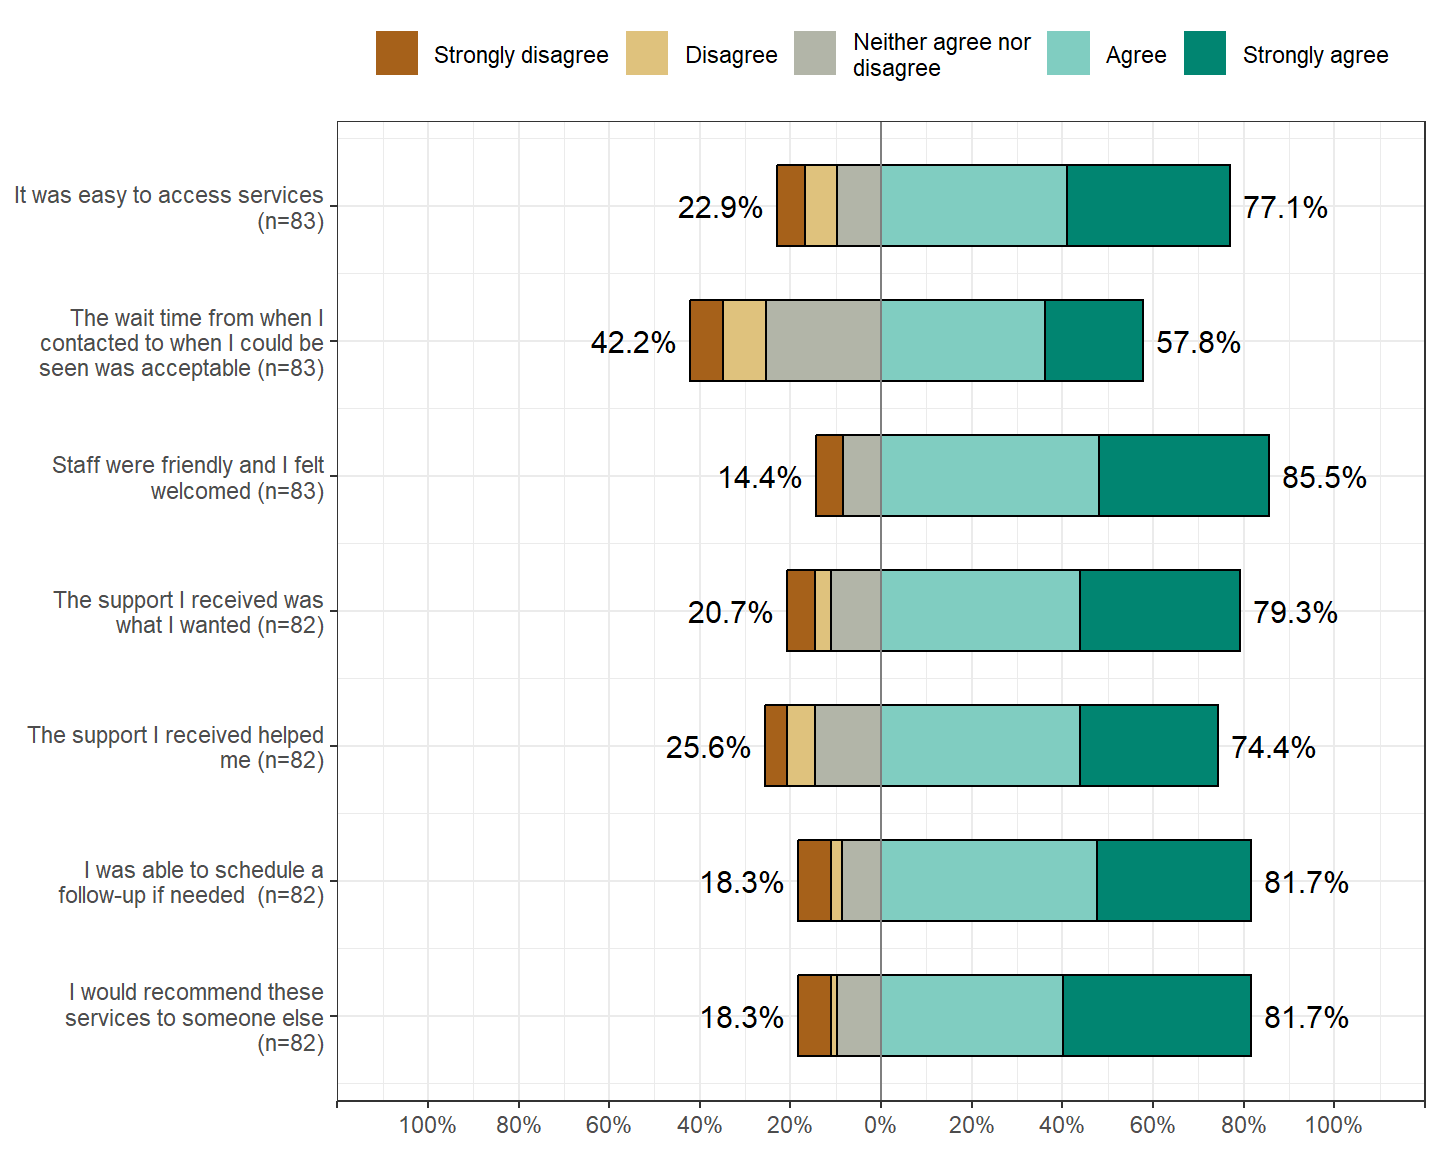 Strongly disagree
Disagree
Neither agree nor
disagree
Agree
Strongly agree
It was easy to access services
(n=83)
22.9%
77.1%
The wait time from when I
contacted to when I could be
seen was acceptable (n=83)
42.2%
57.8%
Staff were friendly and I felt
welcomed (n=83)
14.4%
85.5%
The support I received was
what I wanted (n=82)
20.7%
79.3%
The support I received helped
me (n=82)
25.6%
74.4%
I was able to schedule a
follow-up if needed  (n=82)
18.3%
81.7%
I would recommend these
services to someone else
(n=82)
18.3%
81.7%
100% 80% 60% 40% 20% 0% 20% 40% 60% 80% 100%